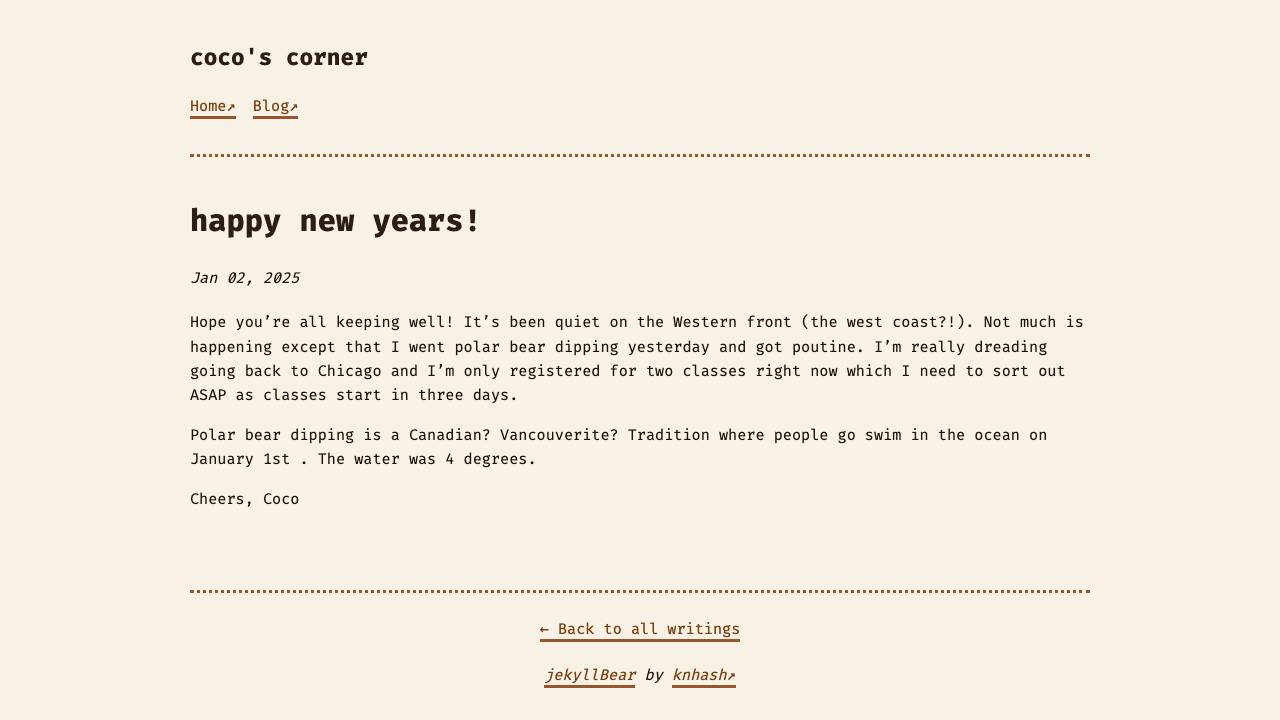 coco's corner
Home↗ Blog↗
happy new years!
Jan 02, 2025
Hope you’re all keeping well! It’s been quiet on the Western front (the west coast?!). Not much is
happening except that I went polar bear dipping yesterday and got poutine. I’m really dreading
going back to Chicago and I’m only registered for two classes right now which I need to sort out
ASAP as classes start in three days.
Polar bear dipping is a Canadian? Vancouverite? Tradition where people go swim in the ocean on
January 1st . The water was 4 degrees.
Cheers, Coco
← Back to all writings
jekyllBear by knhash↗